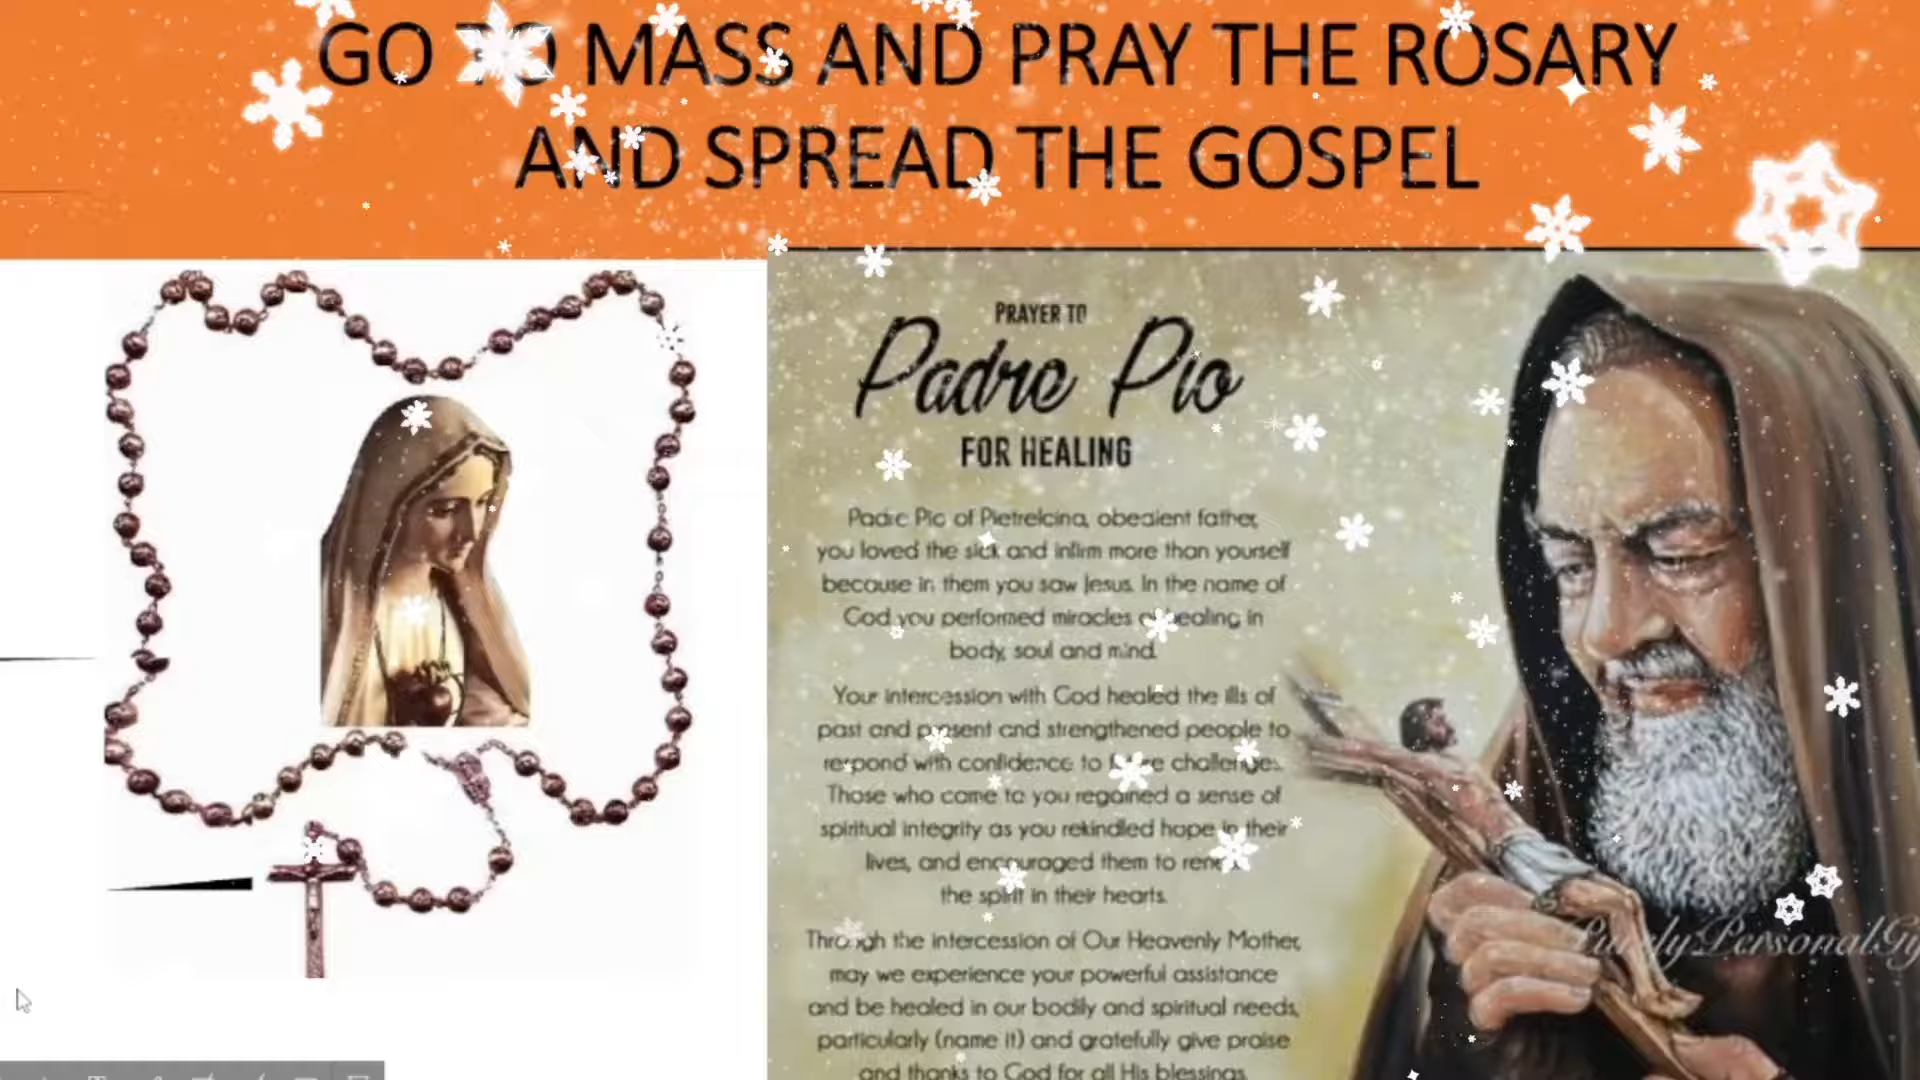 GO TO MASS AND PRAY THE ROSARY
AND SPREAD THE GOSPEL
PRAYER TO
Padre Pio
FOR HEALING
Padre Pio of Pietrelcina, obedient father,
you loved the sick and infirm more than yourself
because in them you saw Jesus. In the name of
God you performed miracles of healing in
body, soul and mind.
Your intercession with God healed the ills of
past and present and strengthened people to
respond with confidence to future challenges.
Those who came to you regained a sense of
spiritual integrity as you rekindled hope in their
lives, and encouraged them to renew
the spirit in their hearts.
Through the intercession of Our Heavenly Mother,
may we experience your powerful assistance
and be healed in our bodily and spiritual needs,
particularly (name it) and gratefully give praise
and thanks to God for all His blessings.